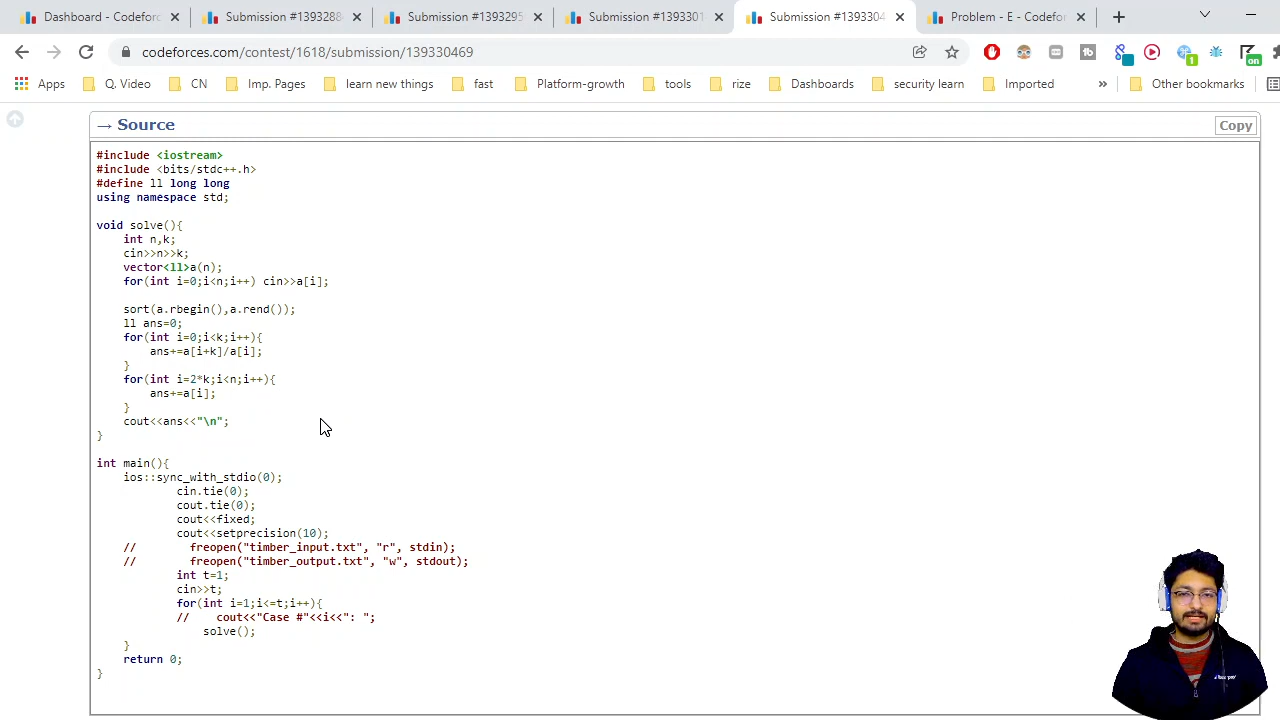 Dashboard - Codeforc
Submission #1393288
Submission #1393295
Submission #1393301
Submission #1393304
Problem - E - Codefor
codeforces.com/contest/1618/submission/139330469
on
Apps
Q. Video
CN
Imp. Pages
learn new things
fast
Platform-growth
tools
rize
Dashboards
security learn
Imported
»
Other bookmarks
→ Source
Copy
#include <iostream>
#include <bits/stdc++.h>
#define ll long long
using namespace std;
void solve(){
int n,k;
cin>>n>>k;
vector<ll>a(n);
for(int i=0;i<n;i++) cin>>a[i];
sort(a.rbegin(),a.rend());
ll ans=0;
for(int i=0;i<k;i++){
ans+=a[i+k]/a[i];
}
for(int i=2*k;i<n;i++){
ans+=a[i];
}
cout<<ans<<"\n";
}
int main(){
ios::sync_with_stdio(0);
cin.tie(0);
cout.tie(0);
cout<<fixed;
cout<<setprecision(10);
// freopen("timber_input.txt", "r", stdin);
// freopen("timber_output.txt", "w", stdout);
int t=1;
cin>>t;
for(int i=1;i<=t;i++){
// cout<<"Case #"<<i<<": ";
solve();
}
return 0;
}